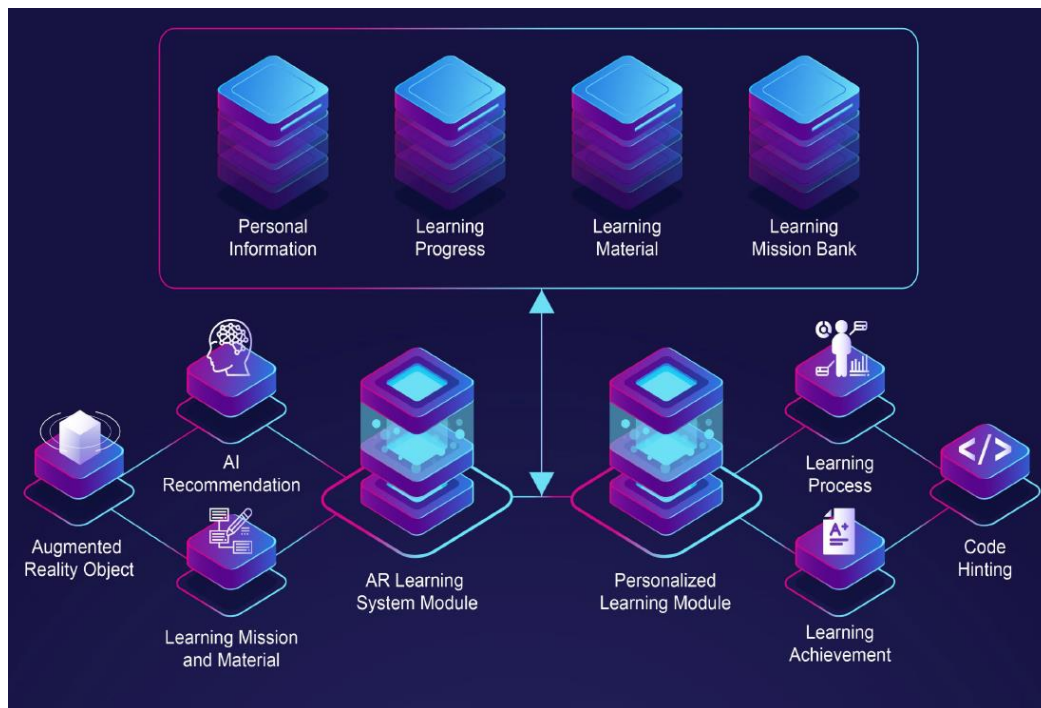 Personal
Information
Learning
Progress
Learning
Material
Learning
Mission Bank
AI
Recommendation
Augmented
Reality Object
Learning Mission
and Material
AR Learning
System Module
Personalized
Learning Module
Learning
Process
A+
Learning
Achievement
</>
Code
Hinting